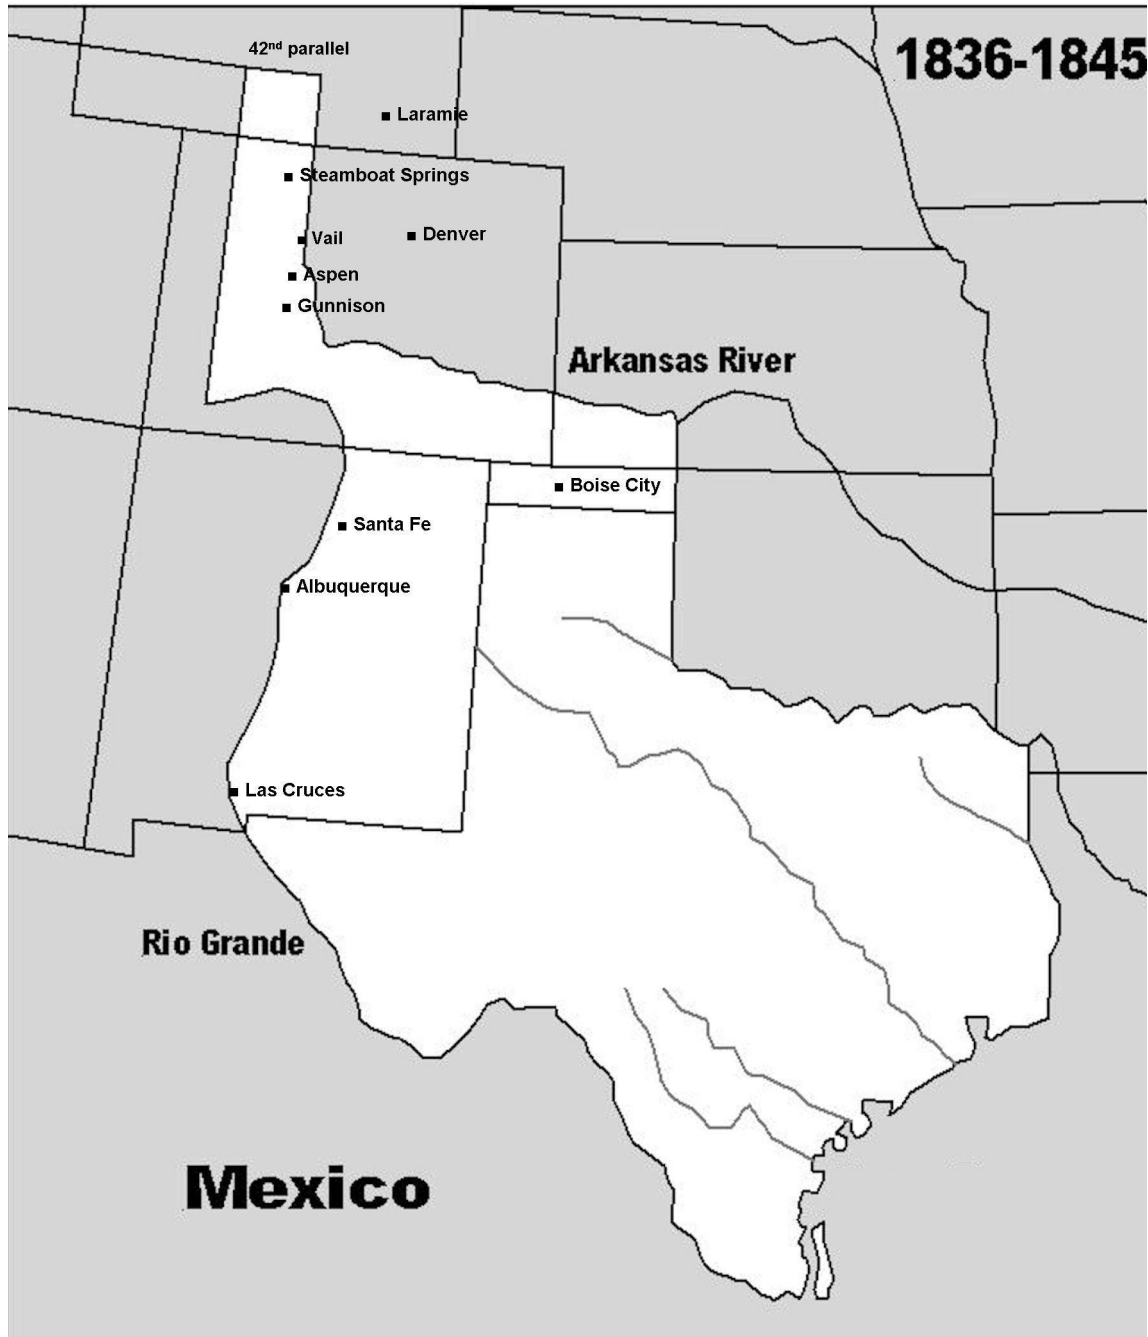 42nd parallel
1836-1845
Laramie
Steamboat Springs
Vail
Denver
Aspen
Gunnison
Arkansas River
Boise City
Santa Fe
Albuquerque
Las Cruces
Rio Grande
Mexico